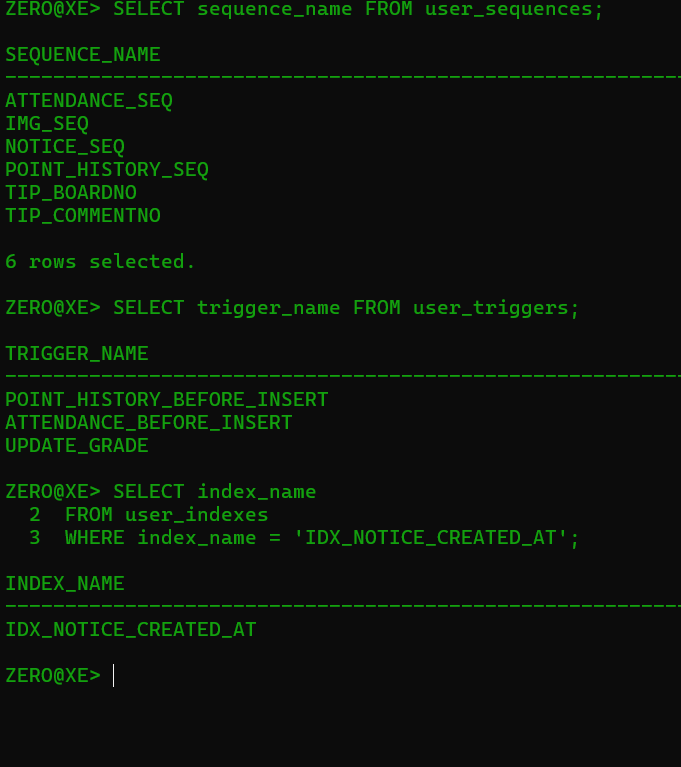 ZERO@XE> SELECT sequence_name FROM user_sequences;
SEQUENCE_NAME
--------------------------------------------------------
ATTENDANCE_SEQ
IMG_SEQ
NOTICE_SEQ
POINT_HISTORY_SEQ
TIP_BOARDNO
TIP_COMMENTNO
6 rows selected.
ZERO@XE> SELECT trigger_name FROM user_triggers;
TRIGGER_NAME
--------------------------------------------------------
POINT_HISTORY_BEFORE_INSERT
ATTENDANCE_BEFORE_INSERT
UPDATE_GRADE
ZERO@XE> SELECT index_name
  2  FROM user_indexes
  3  WHERE index_name = 'IDX_NOTICE_CREATED_AT';
INDEX_NAME
--------------------------------------------------------
IDX_NOTICE_CREATED_AT
ZERO@XE>